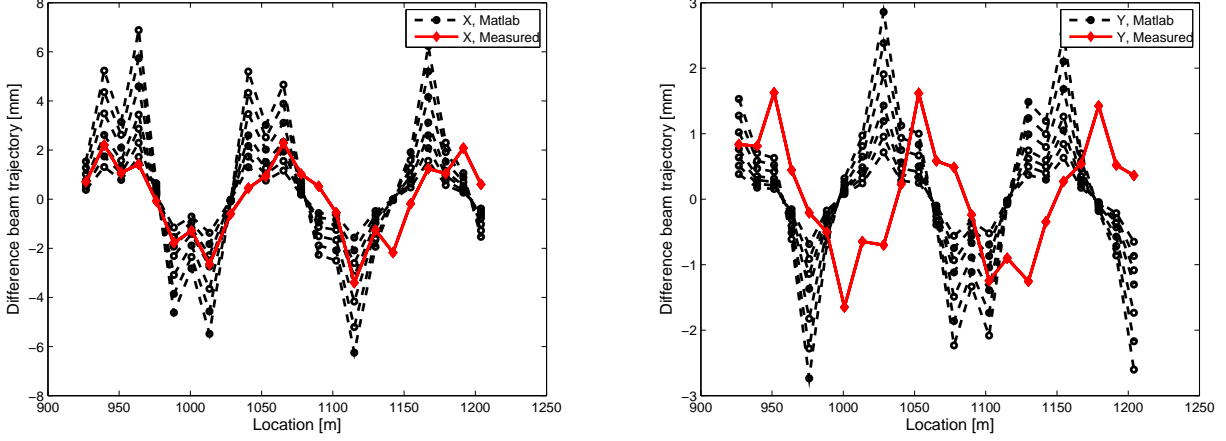 8
6
4
2
0
−2
−4
−6
−8
900 950 1000 1050 1100 1150 1200 1250
Location [m]
Difference beam trajectory [mm]
X, Matlab
X, Measured
3
2
1
0
−1
−2
−3
900 950 1000 1050 1100 1150 1200 1250
Location [m]
Difference beam trajectory [mm]
Y, Matlab
Y, Measured